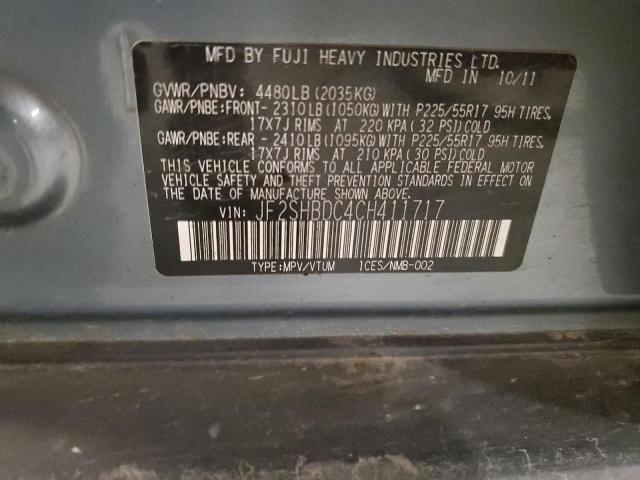 MFD BY FUJI HEAVY INDUSTRIES LTD.
MFD IN 10/11
GVWR/PNBV: 4480LB (2035KG)
GAWR/PNBE:FRONT- 2310LB (1050KG) WITH P225/55R17 95H TIRES,
17X7J RIMS AT 220 KPA (32 PSI) COLD
GAWR/PNBE:REAR - 2410LB (1095KG) WITH P225/55R17 95H TIRES,
17X7J RIMS AT 210 KPA (30 PSI) COLD
THIS VEHICLE CONFORMS TO ALL APPLICABLE FEDERAL MOTOR
VEHICLE SAFETY AND THEFT PREVENTION STANDARDS IN EFFECT ON
THE DATE OF MANUFACTURE SHOWN ABOVE.
VIN: JF2SHBDC4CH411717
TYPE:MPV/VTUM ICES/NMB-002